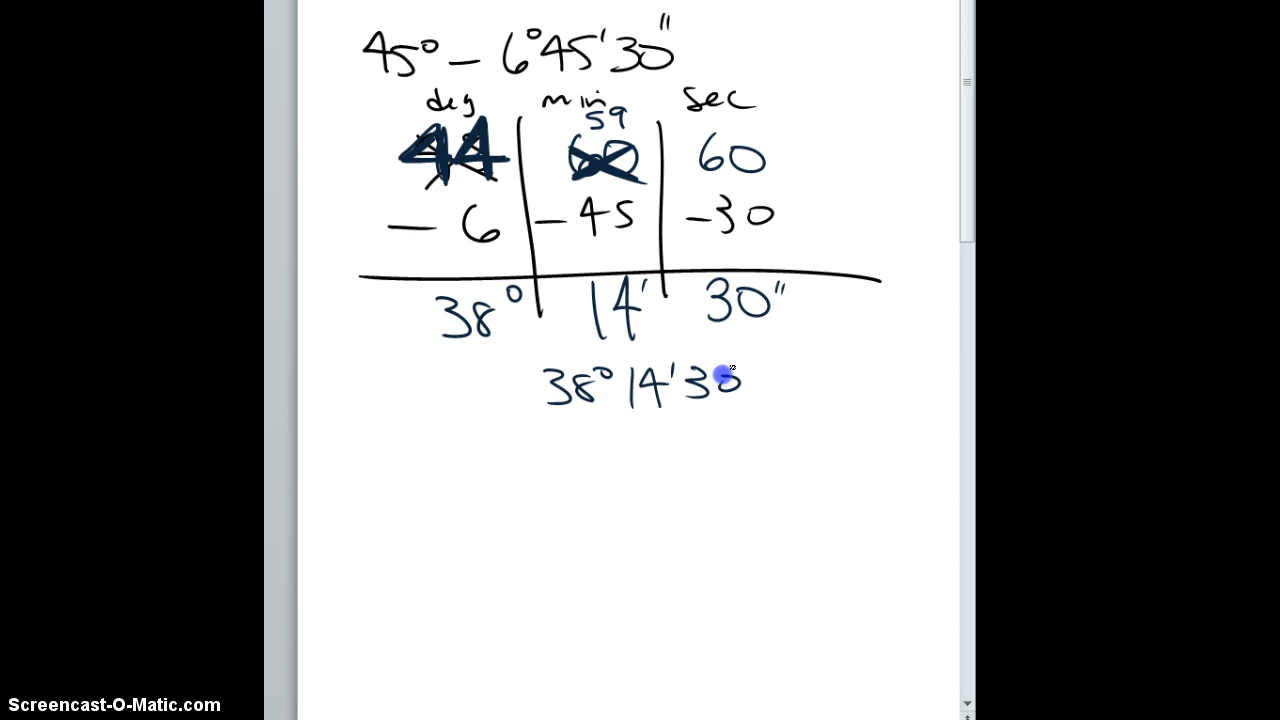 45° – 6°45'30"
deg min sec
59
44 60 60
– 6 – 45 – 30
38° 14' 30"
38° 14' 30
Screencast-O-Matic.com